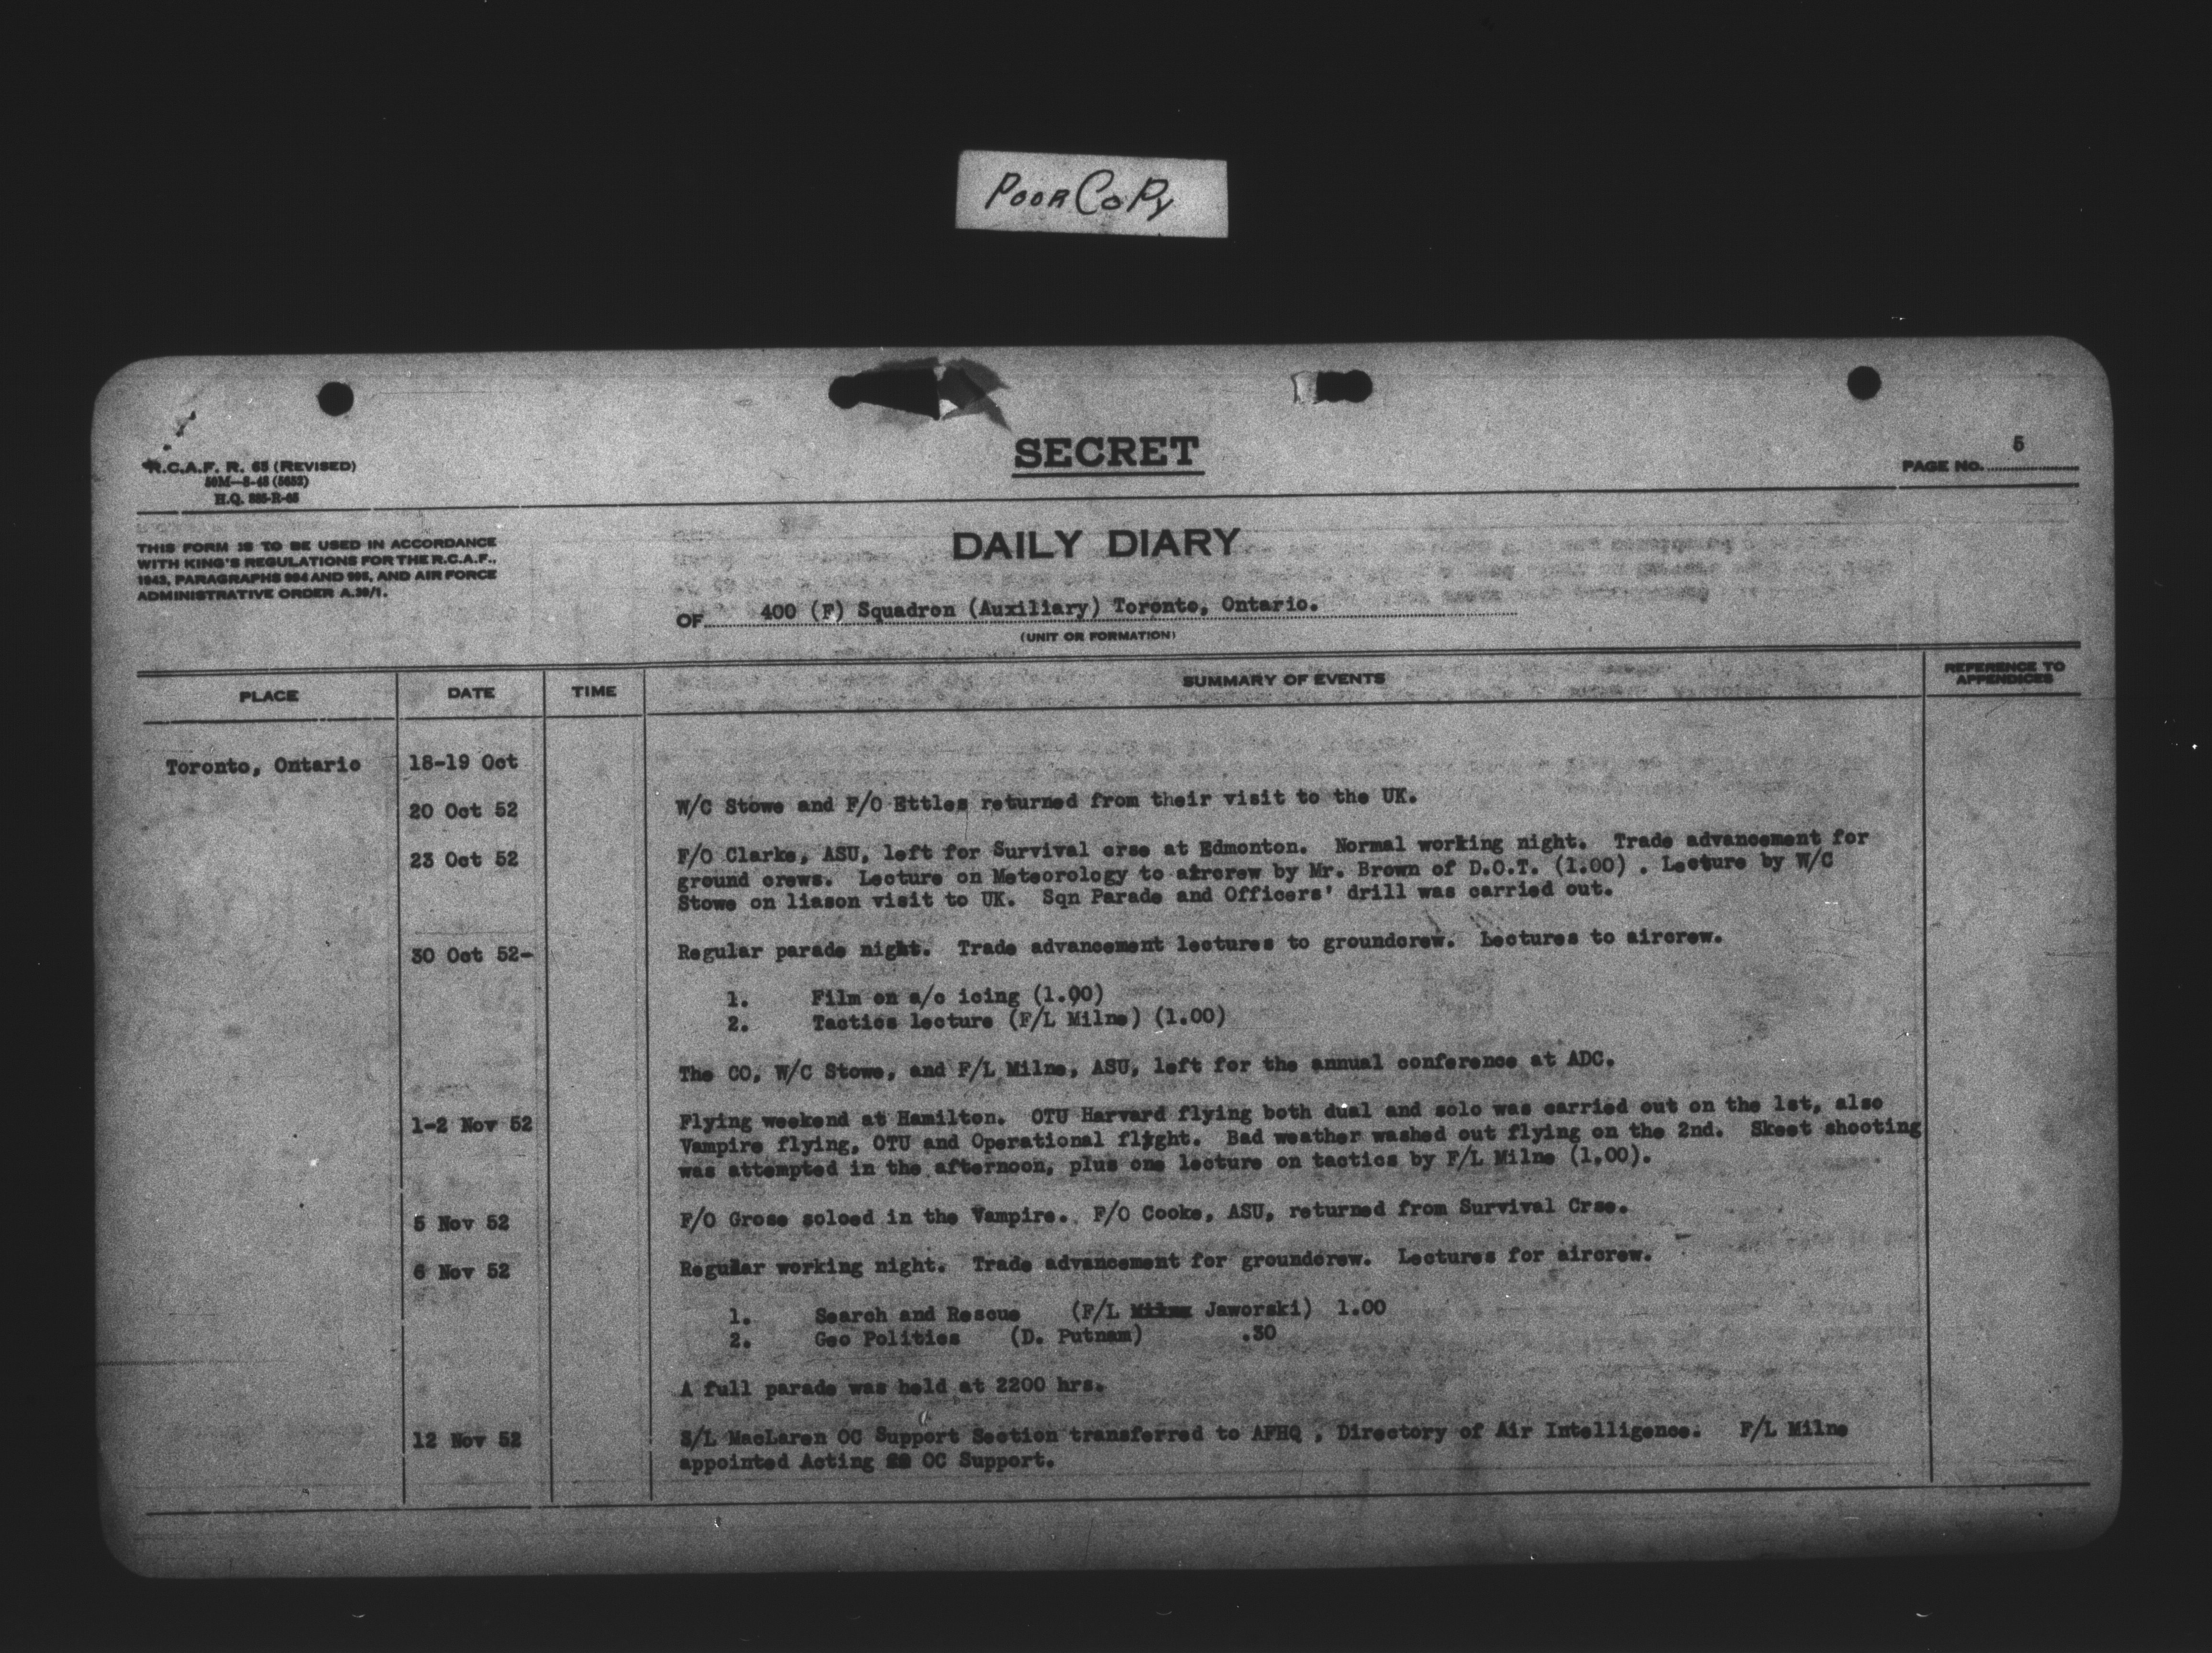 POOR COPY
SECRET
R.C.A.F. R. 65 (REVISED)
H.Q. 885-R-65
5
PAGE NO.
THIS FORM IS TO BE USED IN ACCORDANCE
WITH KING'S REGULATIONS FOR THE R.C.A.F.,
1943, PARAGRAPHS AND AND AIR FORCE
ADMINISTRATIVE ORDER A.30/1.
DAILY DIARY
OF 400 (F) Squadron (Auxiliary) Toronto, Ontario.
(UNIT OR FORMATION)
PLACE DATE TIME SUMMARY OF EVENTS REFERENCE TO APPENDICES
Toronto, Ontario 18-19 Oct
20 Oct 52 W/C Stowe and F/O Ettles returned from their visit to the UK.
23 Oct 52 F/O Clarke, ASU, left for Survival crse at Edmonton. Normal working night. Trade advancement for
ground crews. Lecture on Meteorology to aircrew by Mr. Brown of D.O.T. (1.00) . Lecture by W/C
Stowe on liason visit to UK. Sqn Parade and Officers' drill was carried out.
30 Oct 52- Regular parade night. Trade advancement lectures to groundcrew. Lectures to aircrew.
1. Film on a/c icing (1.00)
2. Tactics lecture (F/L Milne) (1.00)
The CO, W/C Stowe, and F/L Milne, ASU, left for the annual conference at ADC.
1-2 Nov 52 Flying weekend at Hamilton. OTU Harvard flying both dual and solo was carried out on the 1st, also
Vampire flying, OTU and Operational flight. Bad weather washed out flying on the 2nd. Skeet shooting
was attempted in the afternoon, plus one lecture on tactics by F/L Milne (1.00).
5 Nov 52 F/O Grose soloed in the Vampire. F/O Cooke, ASU, returned from Survival Crse.
6 Nov 52 Regular working night. Trade advancement for groundcrew. Lectures for aircrew.
1. Search and Rescue (F/L Milne Jaworski) 1.00
2. Geo Politics (D. Putnam) .30
A full parade was held at 2200 hrs.
12 Nov 52 S/L MacLaren OC Support Section transferred to AFHQ , Directory of Air Intelligence. F/L Milne
appointed Acting OC Support.